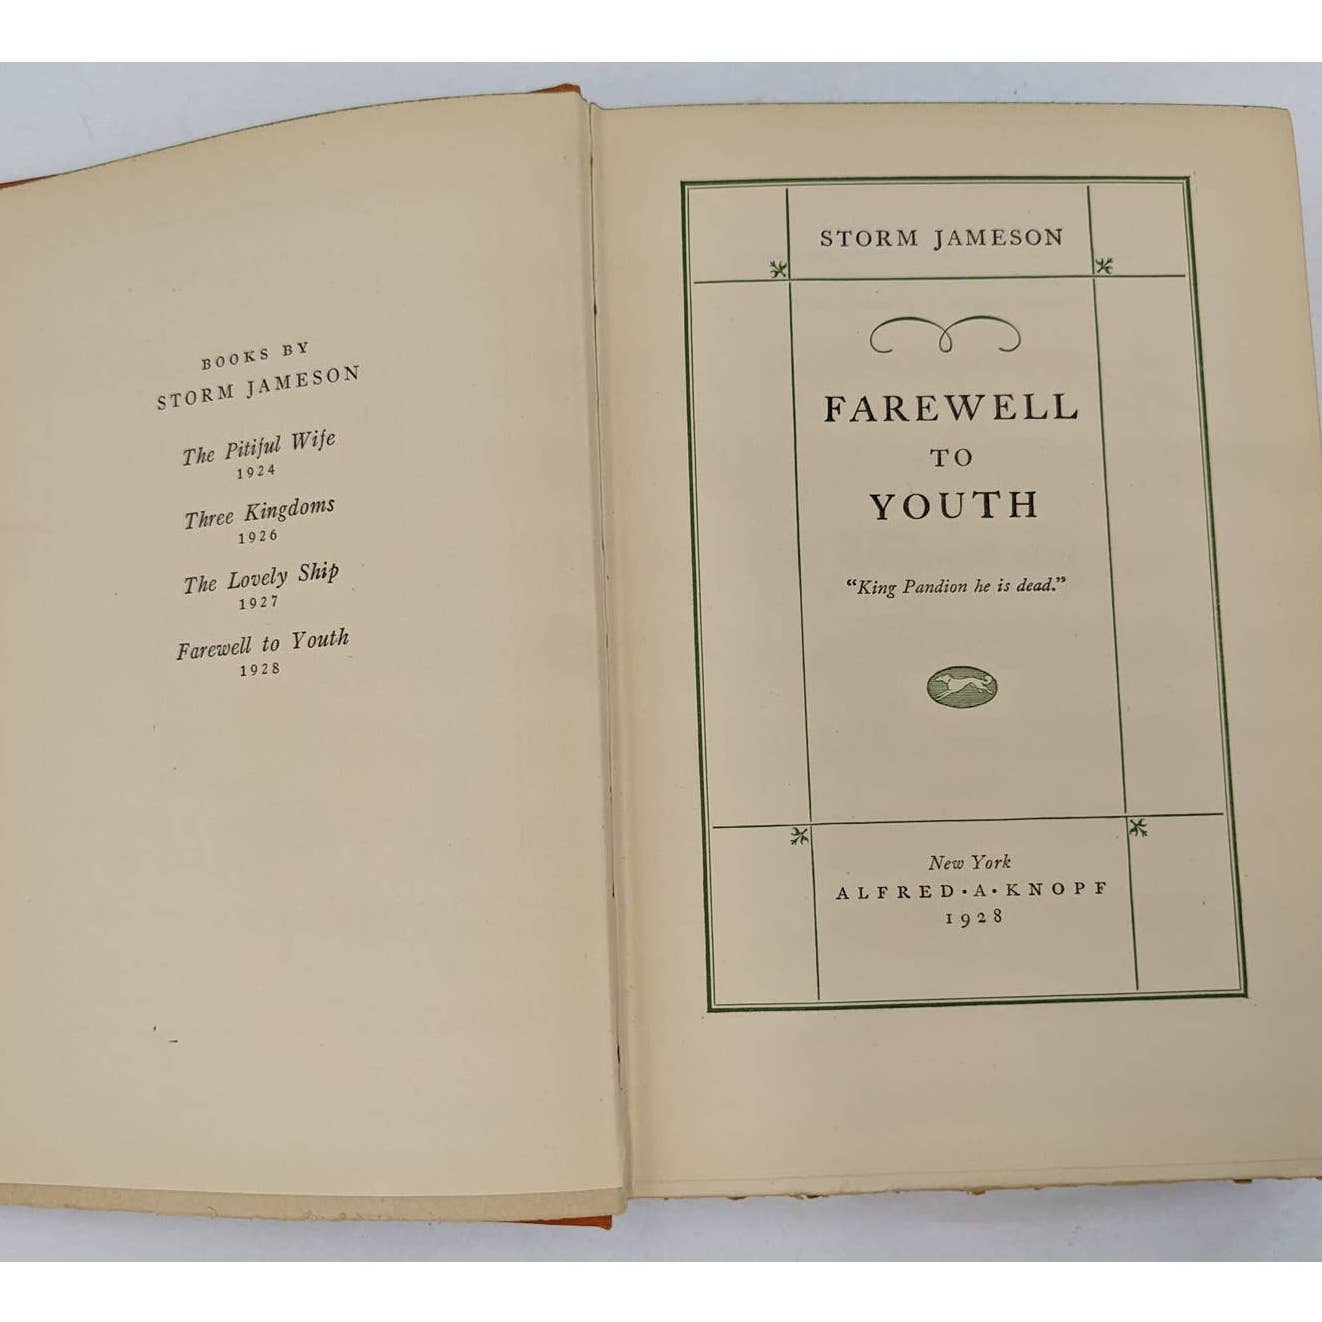 BOOKS BY
STORM JAMESON
The Pitiful Wife
1924
Three Kingdoms
1926
The Lovely Ship
1927
Farewell to Youth
1928
STORM JAMESON
FAREWELL
TO
YOUTH
“King Pandion he is dead.”
New York
ALFRED·A·KNOPF
1928